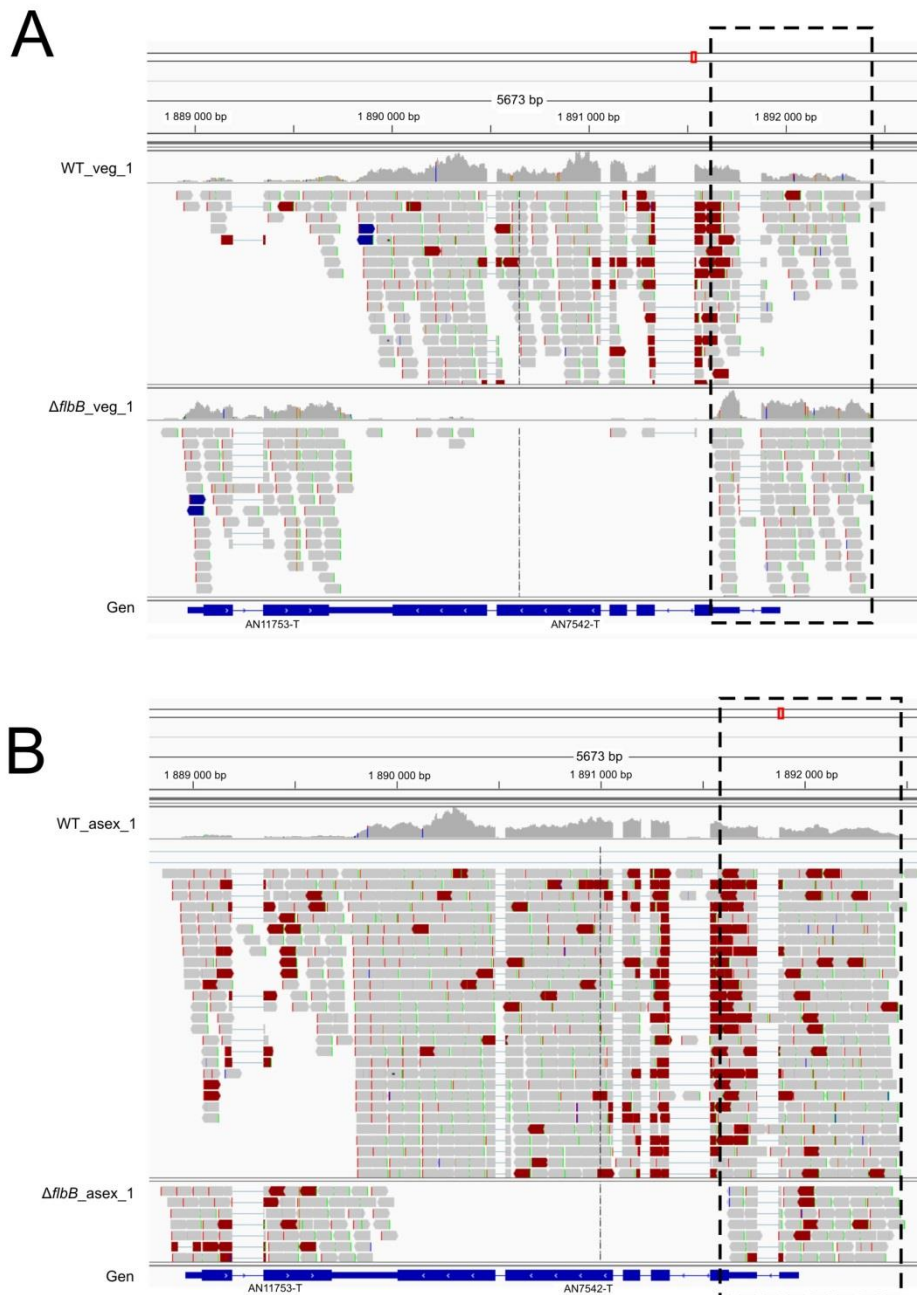 A
5673 bp
1 889 000 bp 1 890 000 bp 1 891 000 bp 1 892 000 bp
WT_veg_1
ΔflbB_veg_1
Gen
AN11753-T AN7542-T
B
5673 bp
1 889 000 bp 1 890 000 bp 1 891 000 bp 1 892 000 bp
WT_asex_1
ΔflbB_asex_1
Gen
AN11753-T AN7542-T